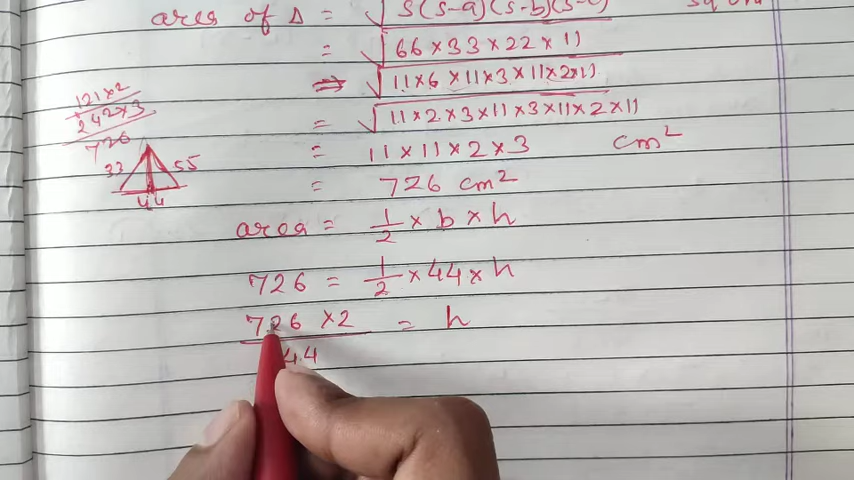 area of Δ = √s(s-a)(s-b)(s-c)
= √66×33×22×11
⇒ √11×6×11×3×11×2×11
= √11×2×3×11×3×11×2×11
= 11×11×2×3 cm²
= 726 cm²
area = 1/2 × b × h
726 = 1/2 × 44 × h
726 × 2 / 44 = h
121×2
242×3
726
33 55
44